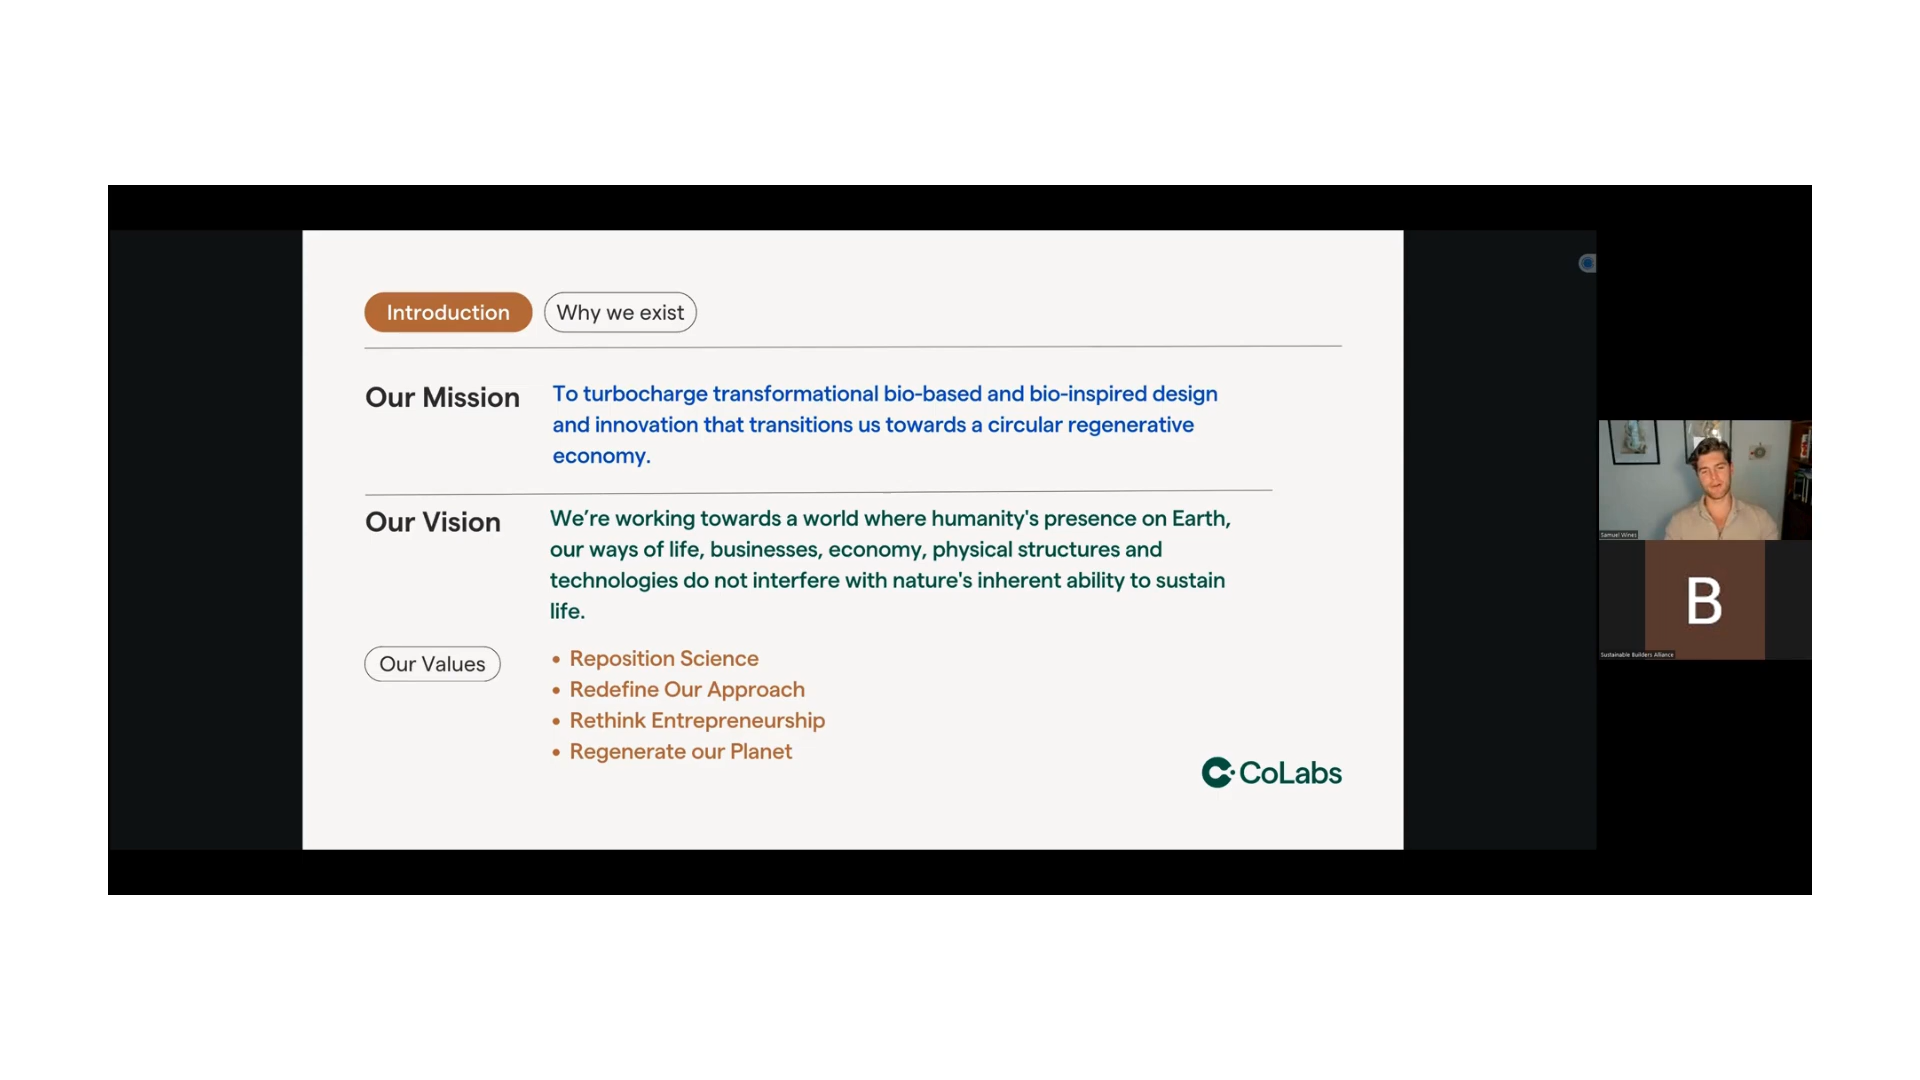 Introduction
Why we exist
Our Mission
To turbocharge transformational bio-based and bio-inspired design
and innovation that transitions us towards a circular regenerative
economy.
Our Vision
We’re working towards a world where humanity's presence on Earth,
our ways of life, businesses, economy, physical structures and
technologies do not interfere with nature's inherent ability to sustain
life.
Our Values
• Reposition Science
• Redefine Our Approach
• Rethink Entrepreneurship
• Regenerate our Planet
CoLabs
Samuel Wines
B
Sustainable Builders Alliance